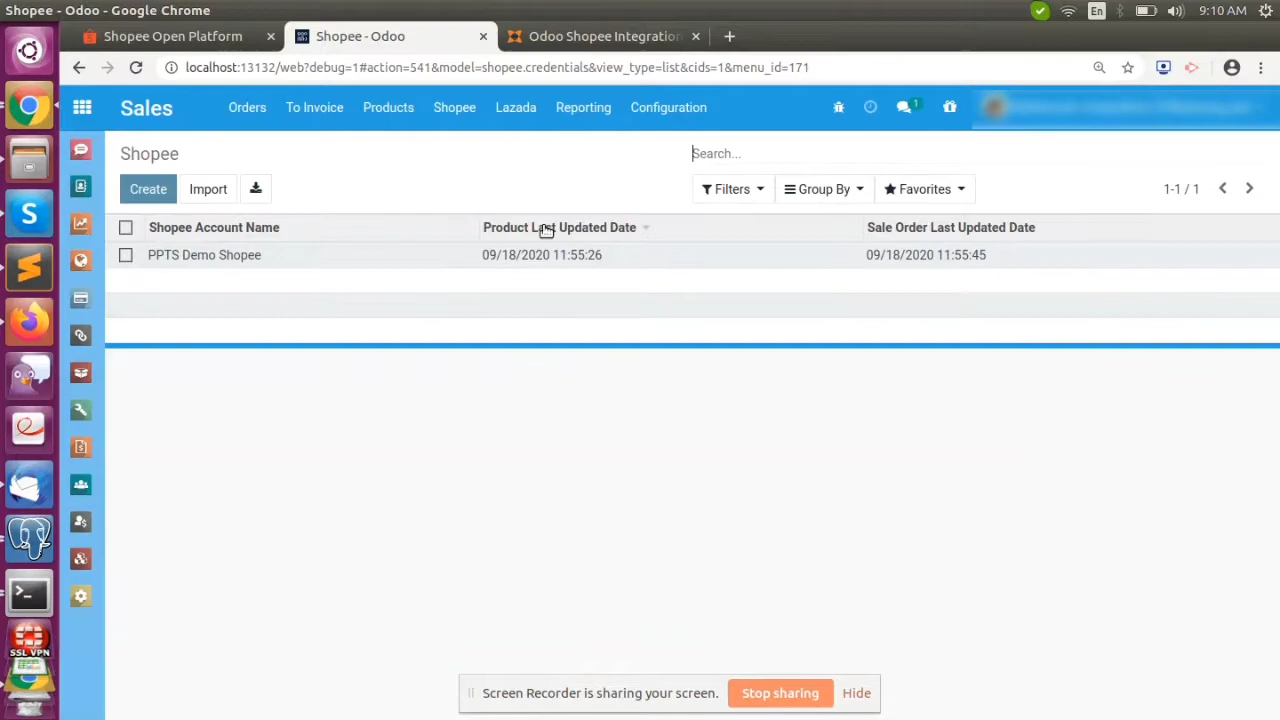 Shopee - Odoo - Google Chrome
En
9:10 AM
Shopee Open Platform
Shopee - Odoo
Odoo Shopee Integration
localhost:13132/web?debug=1#action=541&model=shopee.credentials&view_type=list&cids=1&menu_id=171
Sales
Orders
To Invoice
Products
Shopee
Lazada
Reporting
Configuration
1
Shopee
Search...
Create
Import
Filters
Group By
Favorites
1-1 / 1
Shopee Account Name
Product Last Updated Date
Sale Order Last Updated Date
PPTS Demo Shopee
09/18/2020 11:55:26
09/18/2020 11:55:45
SSL VPN
Screen Recorder is sharing your screen.
Stop sharing
Hide